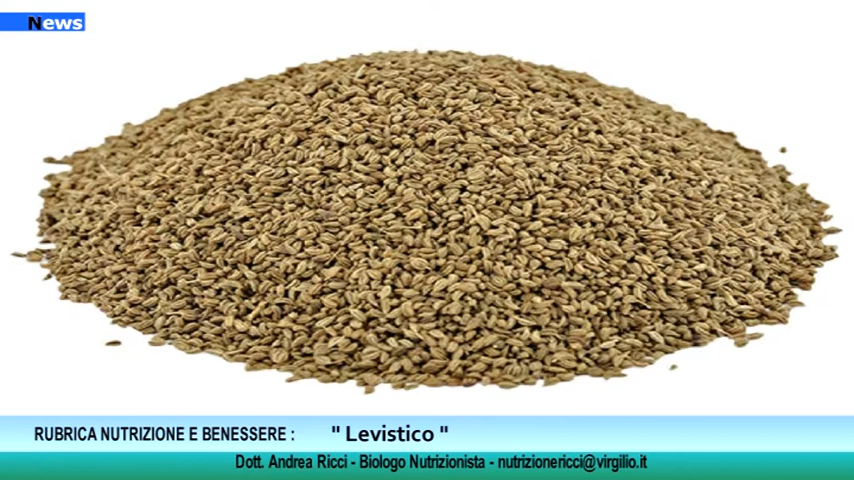 News
RUBRICA NUTRIZIONE E BENESSERE : " Levistico "
Dott. Andrea Ricci - Biologo Nutrizionista - nutrizionericci@virgilio.it